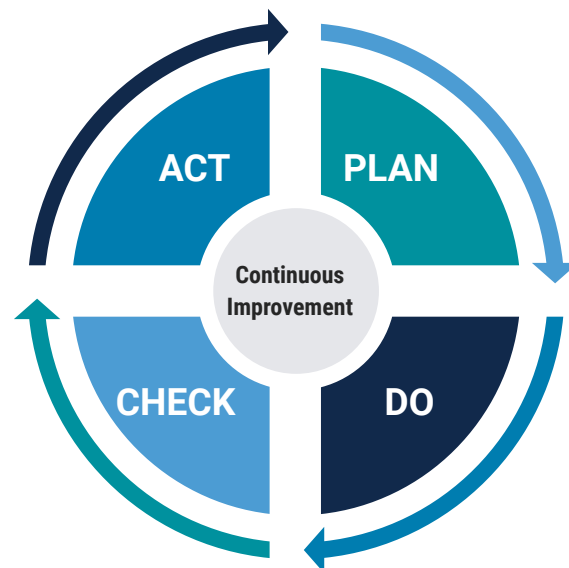 ACT
PLAN
Continuous
Improvement
CHECK
DO